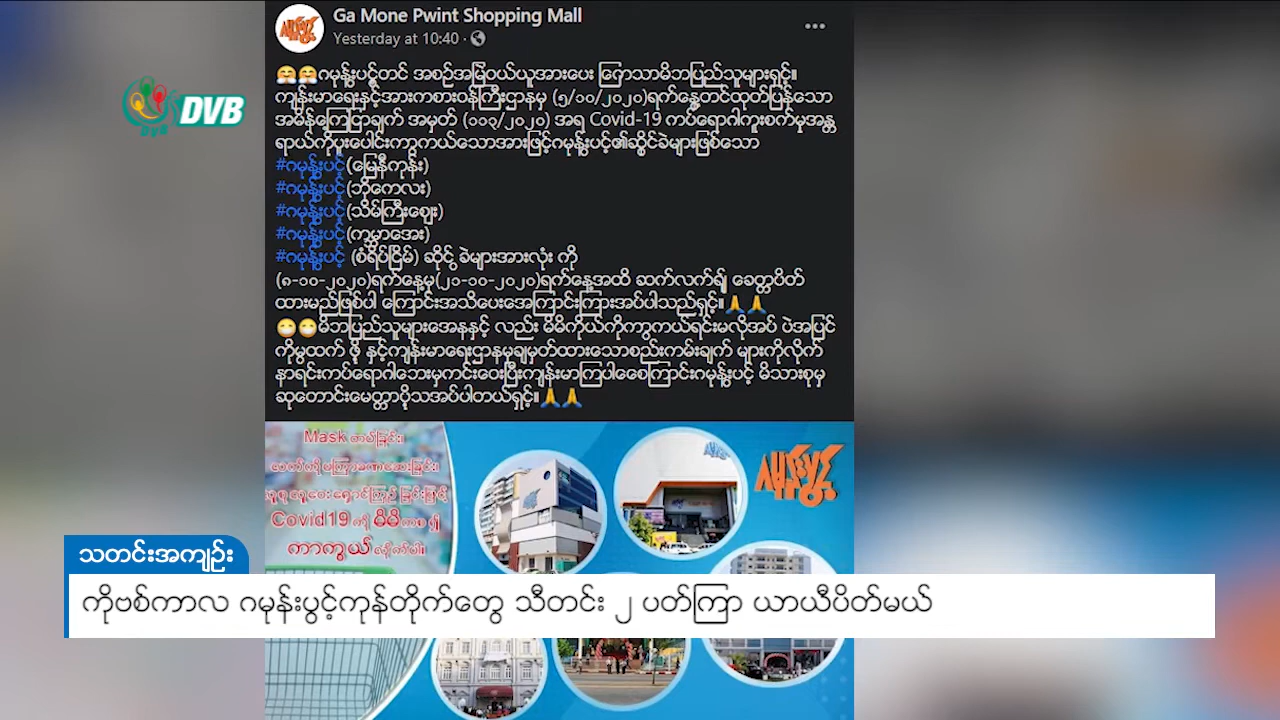 Ga Mone Pwint Shopping Mall
Yesterday at 10:40 ·
DVB
DVB
🤗🤗ဂမုန်းပွင့်တွင် အစဉ်အမြဲဝယ်ယူအားပေး ကြသောမိဘပြည်သူများရှင့်။
ကျန်းမာရေးနှင့်အားကစားဝန်ကြီးဌာနမှ (၅/၁၀/၂၀၂၀)ရက်နေ့တွင်ထုတ်ပြန်သော
အမိန့်ကြော်ငြာချက် အမှတ် (၁၁၃/၂၀၂၀) အရ Covid-19 ကပ်ရောဂါကူးစက်မှုအန္တ
ရာယ်ကိုပူးပေါင်းကာကွယ်သောအားဖြင့်ဂမုန်းပွင့်၏ဆိုင်ခွဲများဖြစ်သော
#ဂမုန်းပွင့်(မြေနီကုန်း)
#ဂမုန်းပွင့်(ဘိုကလေး)
#ဂမုန်းပွင့်(သိမ်ကြီးဈေး)
#ဂမုန်းပွင့်(ကမ္ဘာအေး)
#ဂမုန်းပွင့် (စံရိပ်ငြိမ်) ဆိုင်ခွဲများအားလုံး ကို
(၈-၁၀-၂၀၂၀)ရက်နေ့မှ(၂၁-၁၀-၂၀၂၀)ရက်နေ့အထိ ဆက်လက်၍ ခေတ္တပိတ်
ထားမည်ဖြစ်ပါ ကြောင်းအသိပေးအကြောင်းကြားအပ်ပါသည်ရှင့်။🙏🙏
😷😷မိဘပြည်သူများအနေနှင့် လည်း မိမိကိုယ်ကိုကာကွယ်ရင်းမလိုအပ် ပဲအပြင်
ကိုမထွက် ဖို့ နှင့်ကျန်းမာရေးဌာနမှချမှတ်ထားသောစည်းကမ်းချက် များကိုလိုက်
နာရင်းကပ်ရောဂါဘေးမှကင်းဝေးပြီးကျန်းမာကြပါစေကြောင်းဂမုန်းပွင့် မိသားစုမှ
ဆုတောင်းမေတ္တာပို့သအပ်ပါတယ်ရှင့်။🙏🙏
Mask တပ်ခြင်း၊
Covid19 ကို မိမိ
ကာကွယ်
ဂမုန်းပွင့်
သတင်းအကျဉ်း
ကိုဗစ်ကာလ ဂမုန်းပွင့်ကုန်တိုက်တွေ သီတင်း ၂ ပတ်ကြာ ယာယီပိတ်မယ်